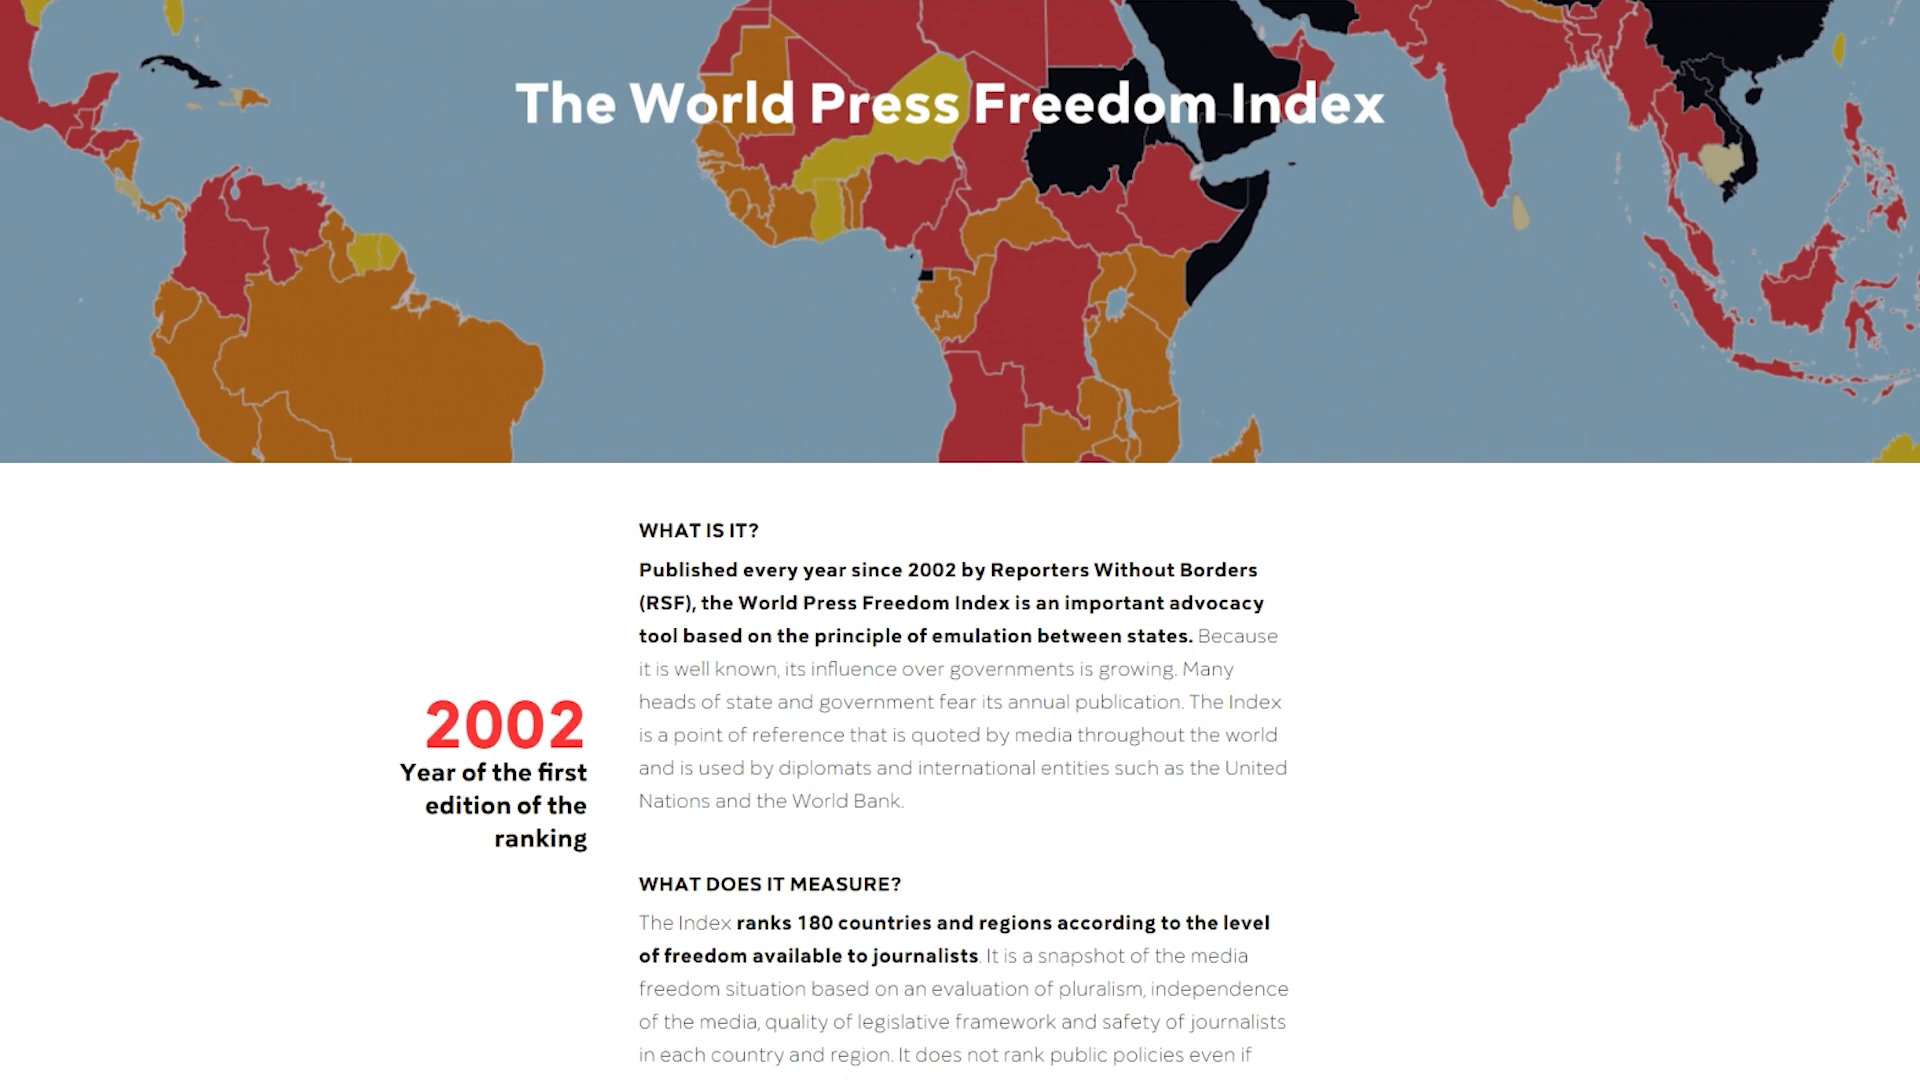 The World Press Freedom Index
WHAT IS IT?
Published every year since 2002 by Reporters Without Borders
(RSF), the World Press Freedom Index is an important advocacy
tool based on the principle of emulation between states. Because
it is well known, its influence over governments is growing. Many
heads of state and government fear its annual publication. The Index
is a point of reference that is quoted by media throughout the world
and is used by diplomats and international entities such as the United
Nations and the World Bank.
2002
Year of the first
edition of the
ranking
WHAT DOES IT MEASURE?
The Index ranks 180 countries and regions according to the level
of freedom available to journalists. It is a snapshot of the media
freedom situation based on an evaluation of pluralism, independence
of the media, quality of legislative framework and safety of journalists
in each country and region. It does not rank public policies even if